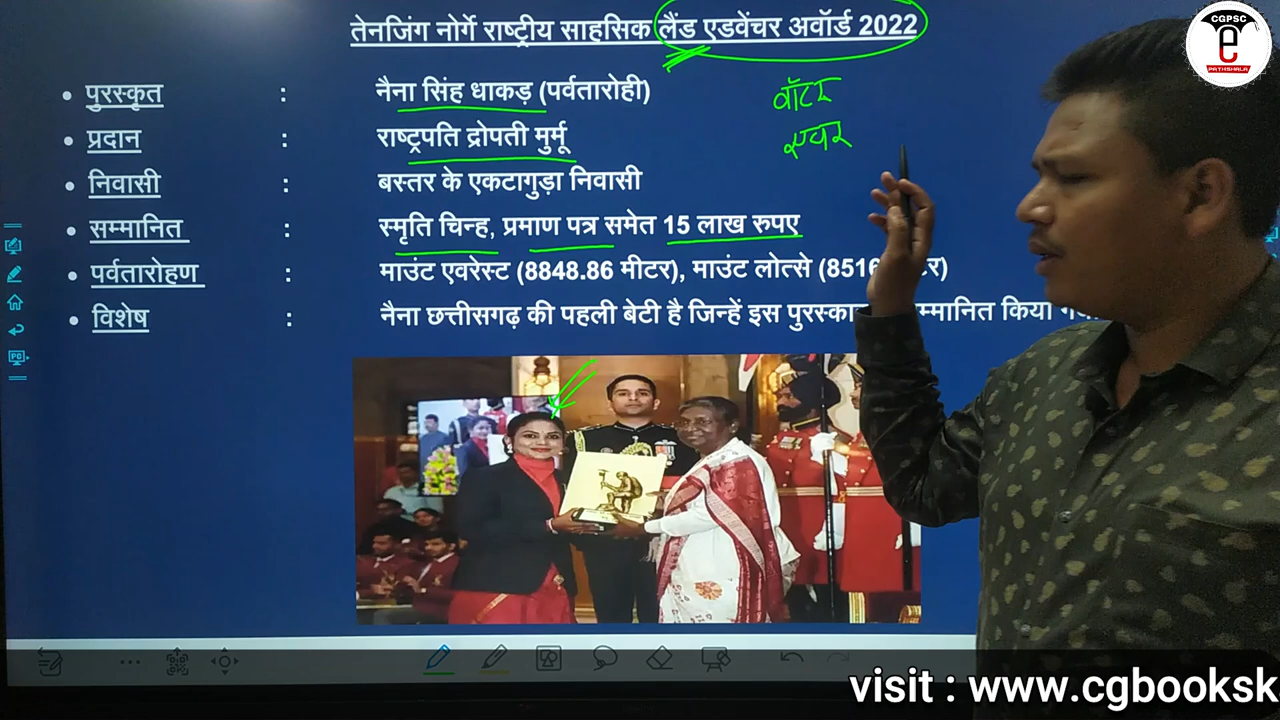 तेनजिंग नोर्गे राष्ट्रीय साहसिक लैंड एडवेंचर अवॉर्ड 2022
CGPSC
e
PATHSHALA
• पुरस्कृत : नैना सिंह धाकड़ (पर्वतारोही)
वॉटर
• प्रदान : राष्ट्रपति द्रोपती मुर्मू
एयर
• निवासी : बस्तर के एकटागुड़ा निवासी
• सम्मानित : स्मृति चिन्ह, प्रमाण पत्र समेत 15 लाख रुपए
• पर्वतारोहण : माउंट एवरेस्ट (8848.86 मीटर), माउंट लोत्से (8516
• विशेष : नैना छत्तीसगढ़ की पहली बेटी है जिन्हें इस किया
visit : www.cgbooksk